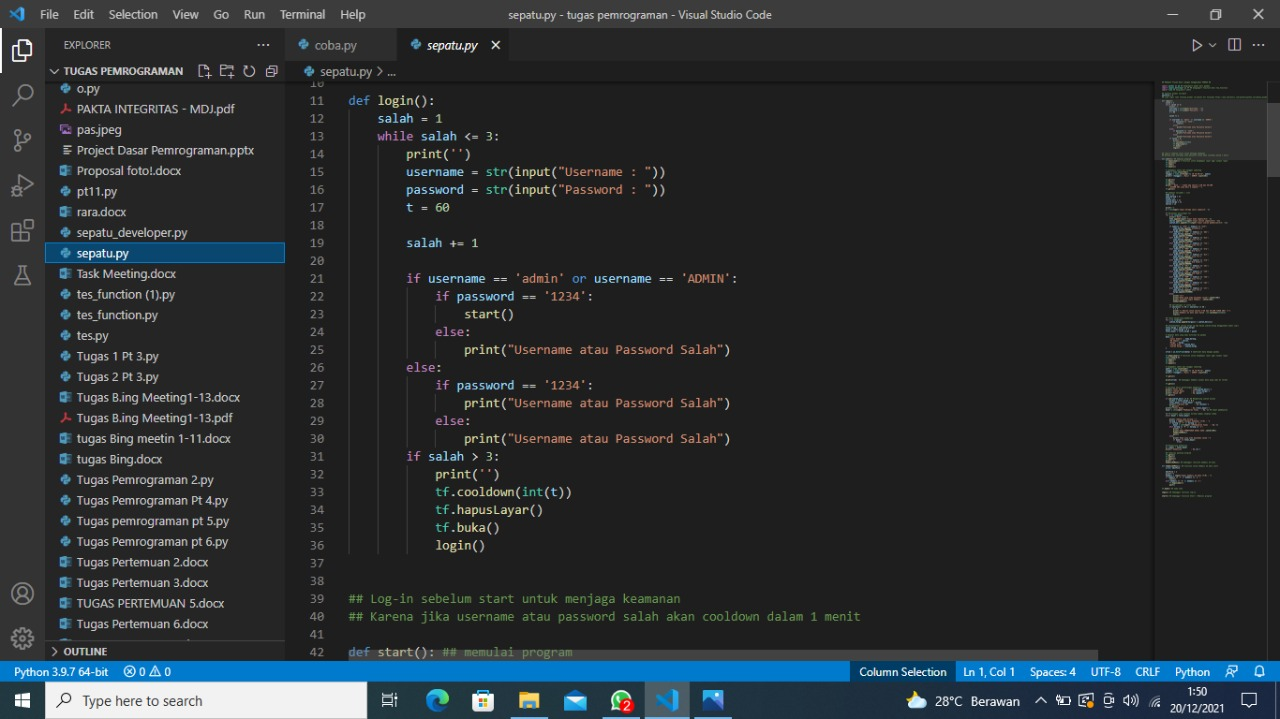 File Edit Selection View Go Run Terminal Help
sepatu.py - tugas pemrograman - Visual Studio Code
EXPLORER
TUGAS PEMROGRAMAN
o.py
PAKTA INTEGRITAS - MDJ.pdf
pas.jpeg
Project Dasar Pemrograman.pptx
Proposal foto!.docx
pt11.py
rara.docx
sepatu_developer.py
sepatu.py
Task Meeting.docx
tes_function (1).py
tes_function.py
tes.py
Tugas 1 Pt 3.py
Tugas 2 Pt 3.py
Tugas B.ing Meeting1-13.docx
Tugas B.ing Meeting1-13.pdf
tugas Bing meetin 1-11.docx
tugas Bing.docx
Tugas Pemrograman 2.py
Tugas Pemrograman Pt 4.py
Tugas pemrograman pt 5.py
Tugas Pemrograman pt 6.py
Tugas Pertemuan 2.docx
Tugas Pertemuan 3.docx
TUGAS PERTEMUAN 5.docx
Tugas Pertemuan 6.docx
OUTLINE
coba.py
sepatu.py
sepatu.py > ...
10
11 def login():
12     salah = 1
13     while salah <= 3:
14         print('')
15         username = str(input("Username : "))
16         password = str(input("Password : "))
17         t = 60
18
19         salah += 1
20
21         if username == 'admin' or username == 'ADMIN':
22             if password == '1234':
23                 start()
24             else:
25                 print("Username atau Password Salah")
26         else:
27             if password == '1234':
28                 print("Username atau Password Salah")
29             else:
30                 print("Username atau Password Salah")
31         if salah > 3:
32             print('')
33             tf.cooldown(int(t))
34             tf.hapusLayar()
35             tf.buka()
36             login()
37
38
39 ## Log-in sebelum start untuk menjaga keamanan
40 ## Karena jika username atau password salah akan cooldown dalam 1 menit
41
42 def start(): ## memulai program
Python 3.9.7 64-bit 0 0
Column Selection Ln 1, Col 1 Spaces: 4 UTF-8 CRLF Python
Type here to search
2
28°C Berawan
1:50
20/12/2021